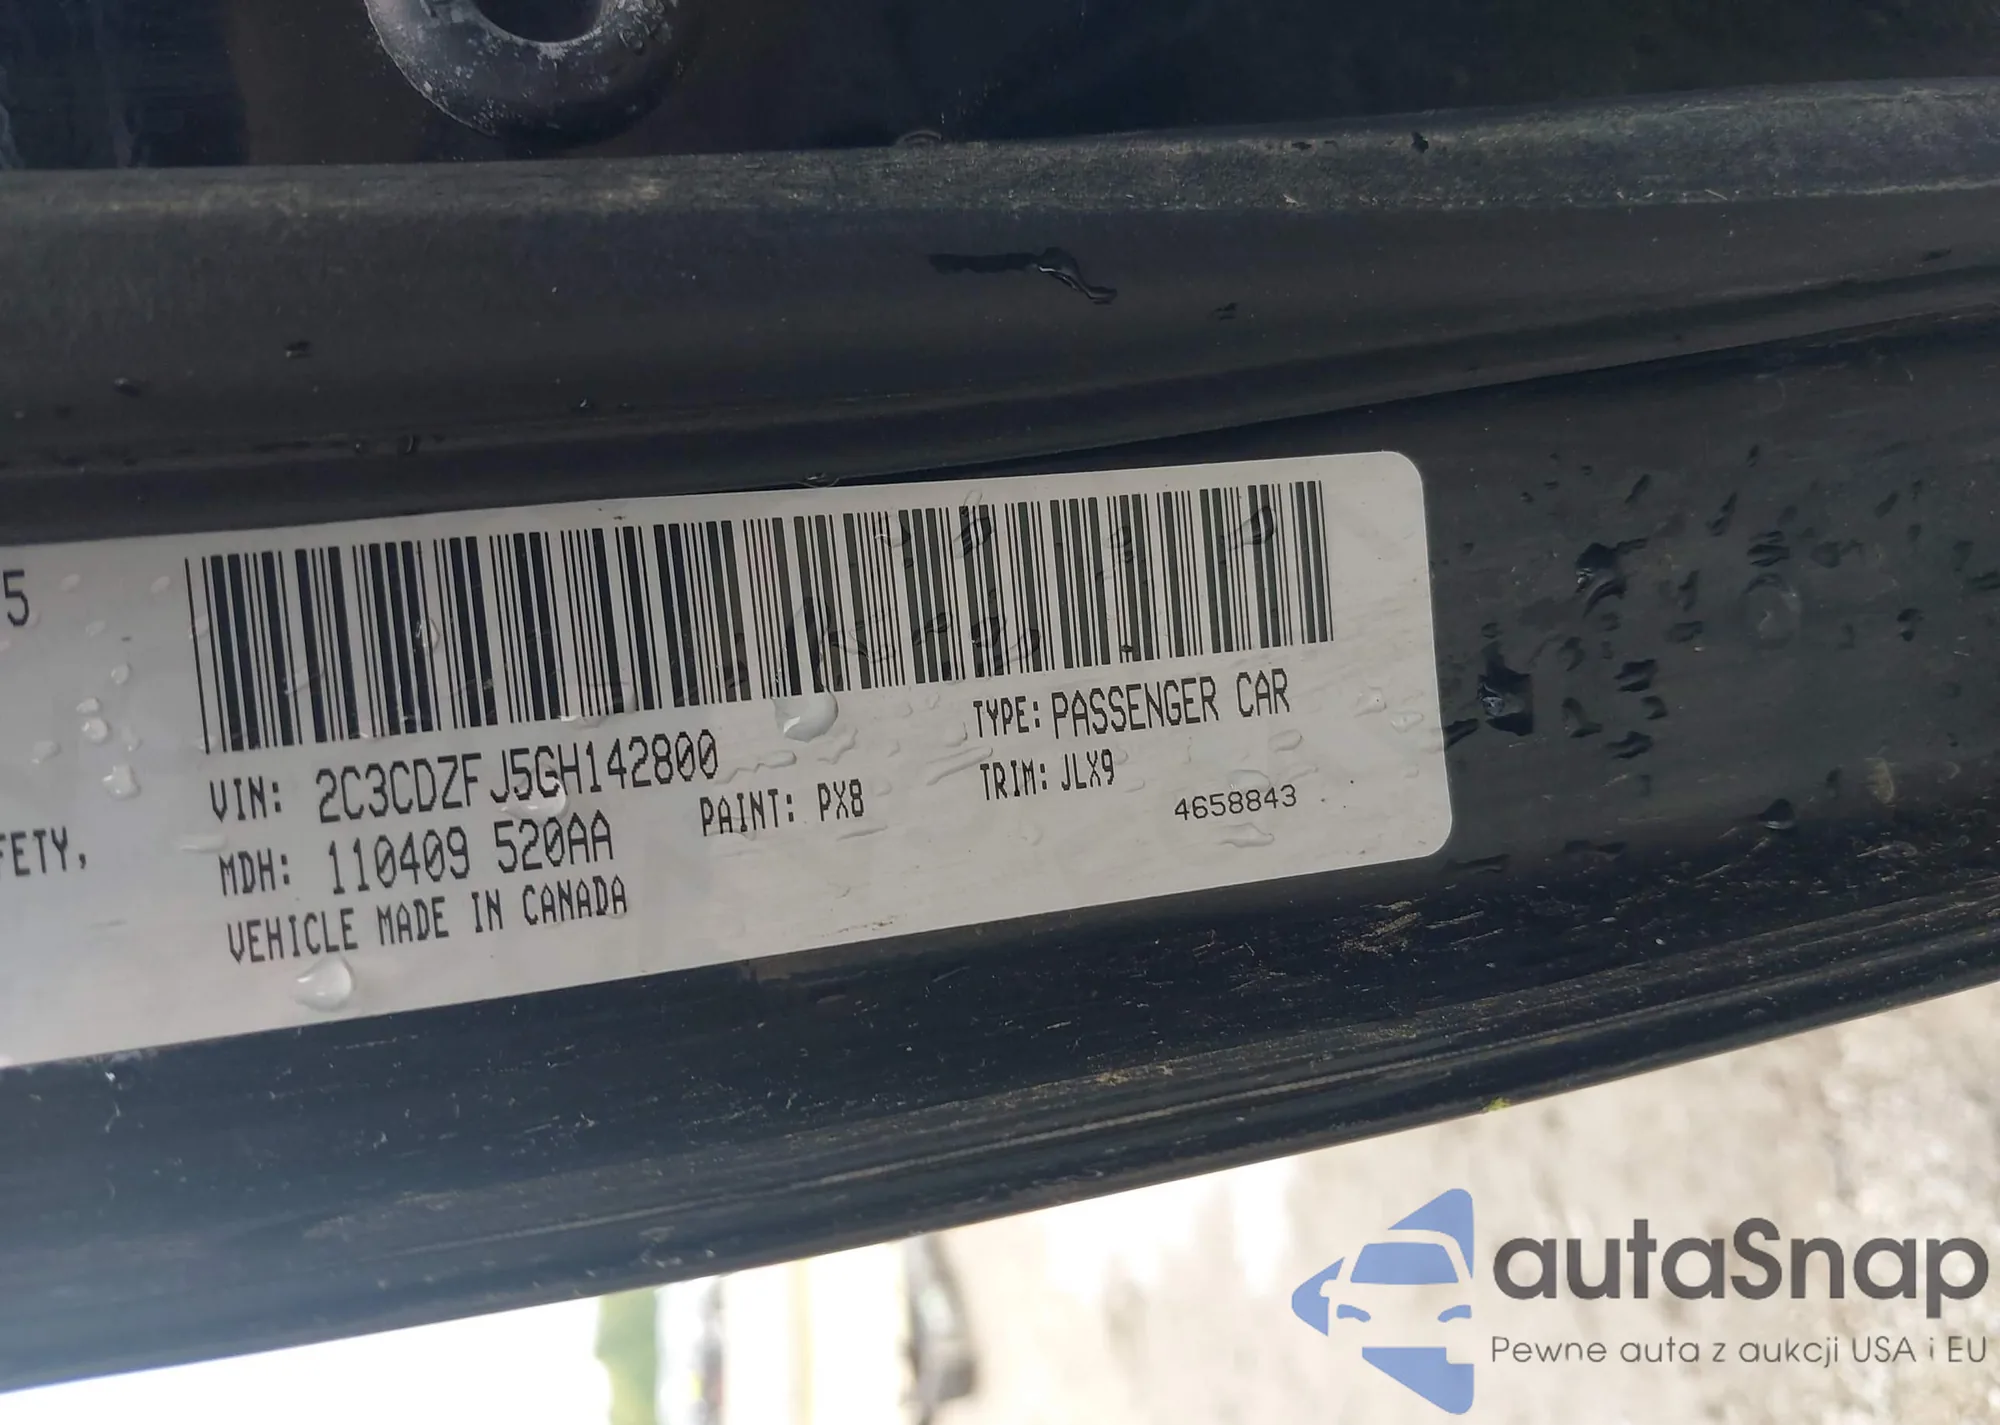 5
FETY,
VIN: 2C3CDZFJ5GH142800
TYPE: PASSENGER CAR
MDH: 110409 520AA
PAINT: PX8
TRIM: JLX9
VEHICLE MADE IN CANADA
4658843
autaSnap
Pewne auta z aukcji USA i EU